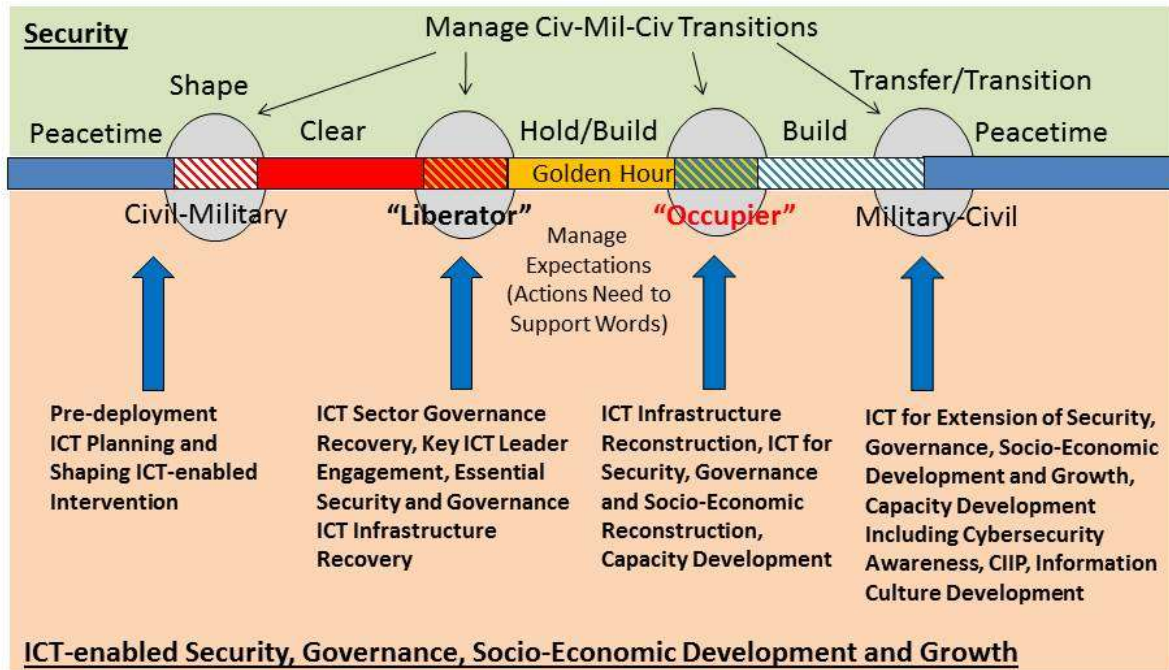 Security
Manage Civ-Mil-Civ Transitions
Shape
Transfer/Transition
Peacetime
Clear
Hold/Build
Build
Peacetime
Golden Hour
Civil-Military
“Liberator”
“Occupier”
Military-Civil
Manage
Expectations
(Actions Need to
Support Words)
Pre-deployment
ICT Planning and
Shaping ICT-enabled
Intervention
ICT Sector Governance
Recovery, Key ICT Leader
Engagement, Essential
Security and Governance
ICT Infrastructure
Recovery
ICT Infrastructure
Reconstruction, ICT for
Security, Governance
and Socio-Economic
Reconstruction,
Capacity Development
ICT for Extension of Security,
Governance, Socio-Economic
Development and Growth,
Capacity Development
Including Cybersecurity
Awareness, CIIP, Information
Culture Development
ICT-enabled Security, Governance, Socio-Economic Development and Growth